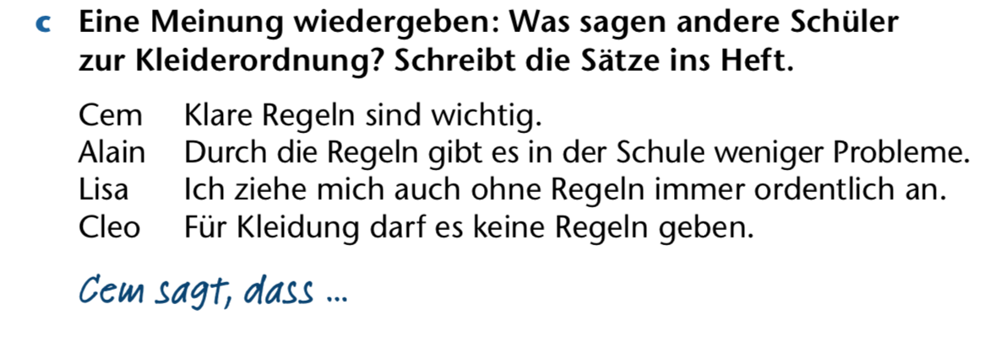 c Eine Meinung wiedergeben: Was sagen andere Schüler
zur Kleiderordnung? Schreibt die Sätze ins Heft.
Cem Klare Regeln sind wichtig.
Alain Durch die Regeln gibt es in der Schule weniger Probleme.
Lisa Ich ziehe mich auch ohne Regeln immer ordentlich an.
Cleo Für Kleidung darf es keine Regeln geben.
Cem sagt, dass ...